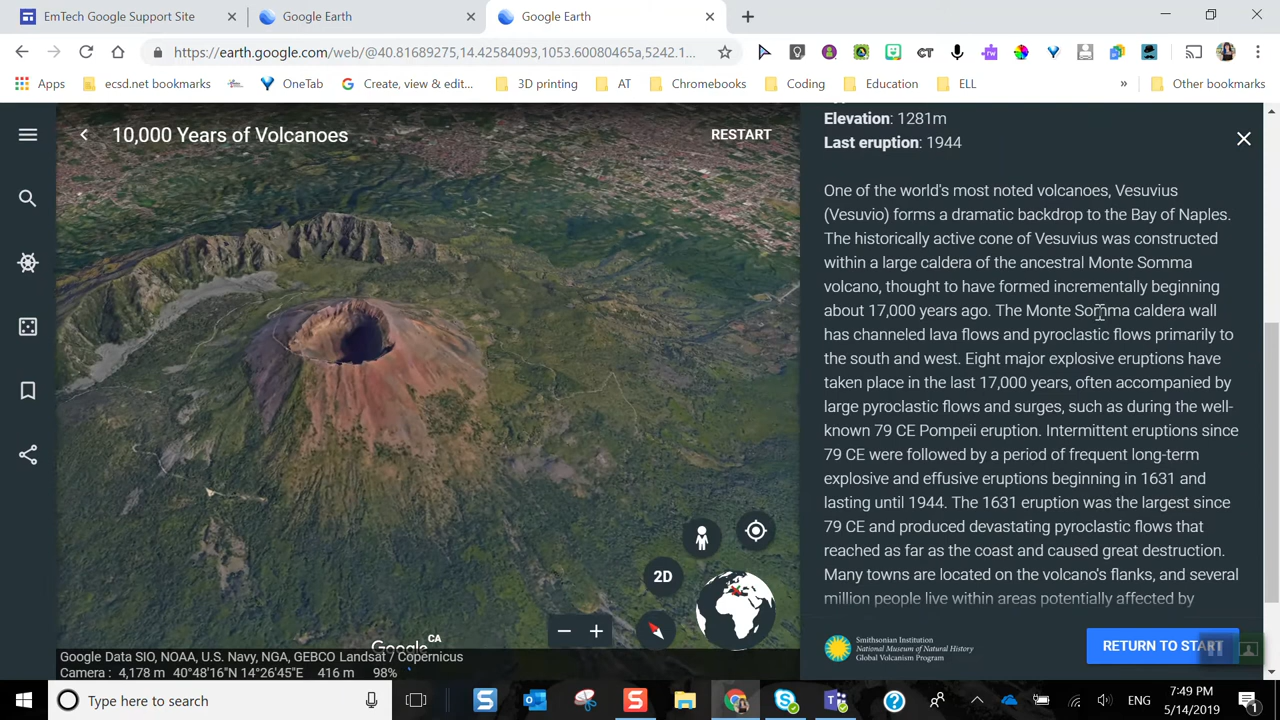 EmTech Google Support Site
Google Earth
Google Earth
https://earth.google.com/web/@40.81689275,14.42584093,1053.60080465a,5242.1...
Apps
ecsd.net bookmarks
OneTab
Create, view & edit...
3D printing
AT
Chromebooks
Coding
Education
ELL
»
Other bookmarks
10,000 Years of Volcanoes
RESTART
Elevation: 1281m
Last eruption: 1944
One of the world's most noted volcanoes, Vesuvius
(Vesuvio) forms a dramatic backdrop to the Bay of Naples.
The historically active cone of Vesuvius was constructed
within a large caldera of the ancestral Monte Somma
volcano, thought to have formed incrementally beginning
about 17,000 years ago. The Monte Somma caldera wall
has channeled lava flows and pyroclastic flows primarily to
the south and west. Eight major explosive eruptions have
taken place in the last 17,000 years, often accompanied by
large pyroclastic flows and surges, such as during the well-
known 79 CE Pompeii eruption. Intermittent eruptions since
79 CE were followed by a period of frequent long-term
explosive and effusive eruptions beginning in 1631 and
lasting until 1944. The 1631 eruption was the largest since
79 CE and produced devastating pyroclastic flows that
reached as far as the coast and caused great destruction.
Many towns are located on the volcano's flanks, and several
million people live within areas potentially affected by
2D
Google
CA
Google Data SIO, NOAA, U.S. Navy, NGA, GEBCO Landsat / Copernicus
Camera : 4,178 m 40°48'16"N 14°26'45"E 416 m 98%
Smithsonian Institution
National Museum of Natural History
Global Volcanism Program
RETURN TO START
Type here to search
ENG
7:49 PM
5/14/2019
1